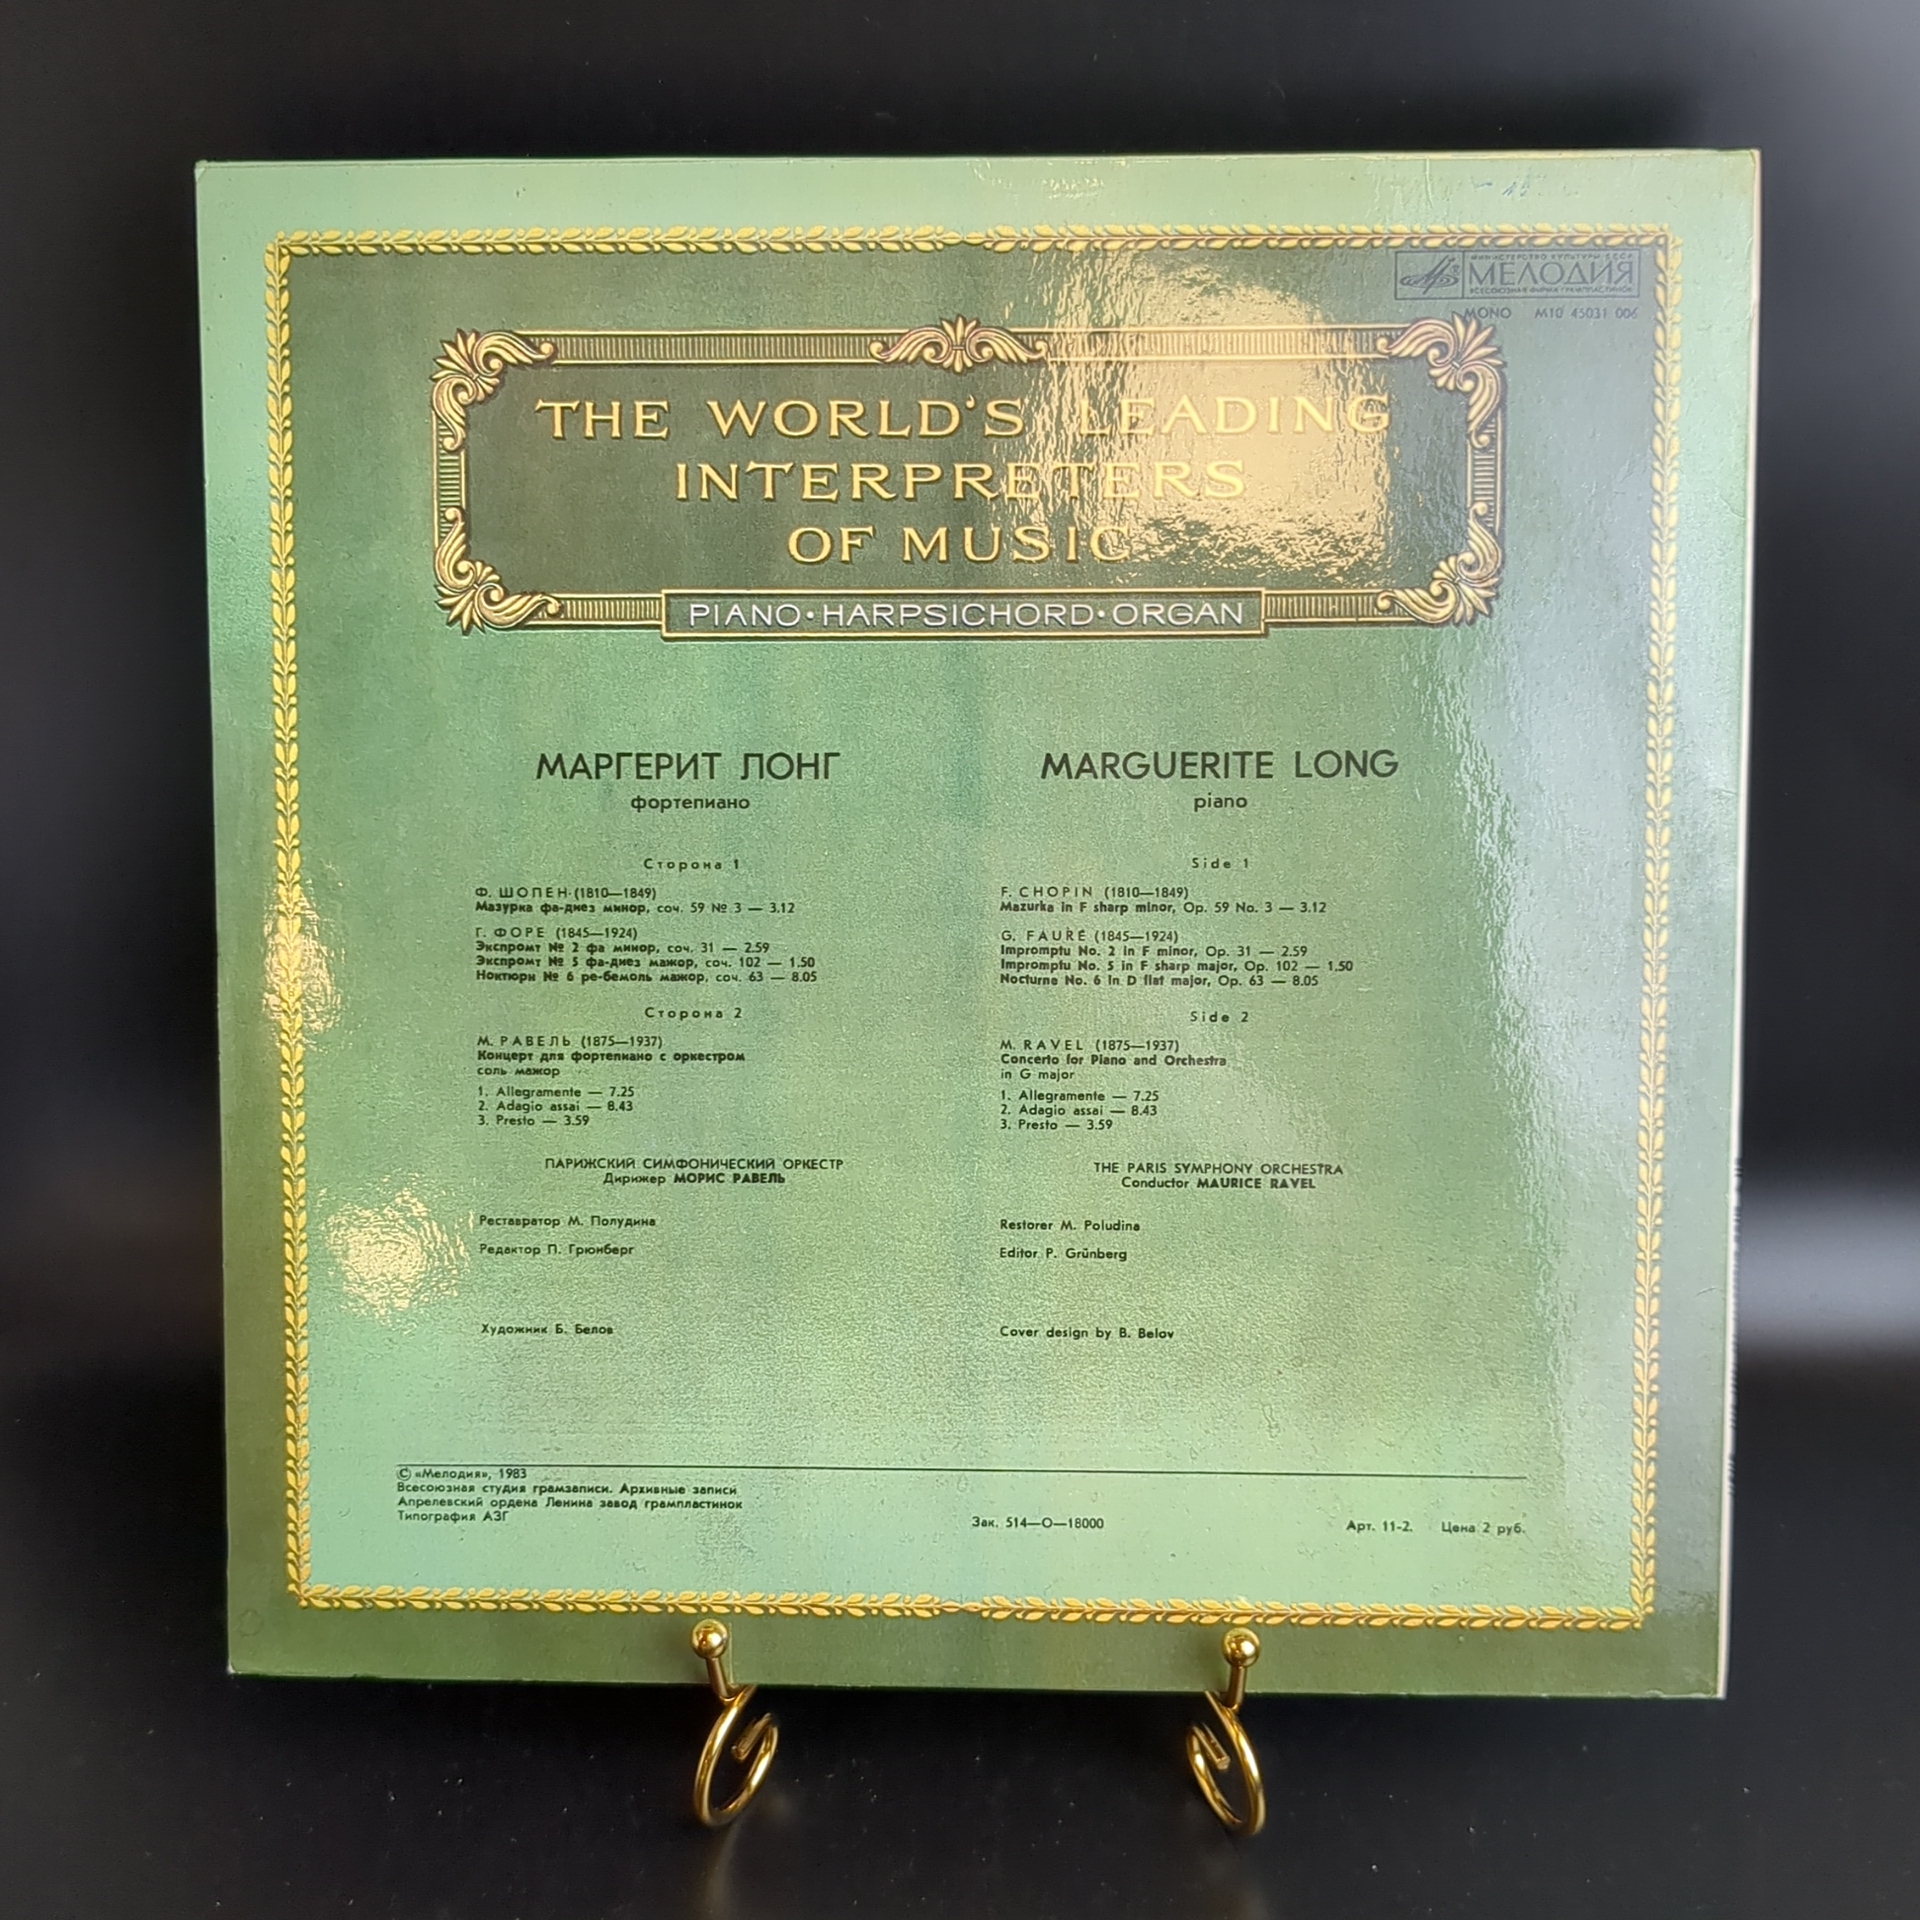 МИНИСТЕРСТВО КУЛЬТУРЫ СССР
МЕЛОДИЯ
ВСЕСОЮЗНАЯ ФИРМА ГРАМПЛАСТИНОК
MONO М10 45031 006
THE WORLD'S LEADING
INTERPRETERS
OF MUSIC
PIANO·HARPSICHORD·ORGAN
МАРГЕРИТ ЛОНГ
фортепиано
Сторона 1
Ф. ШОПЕН (1810—1849)
Мазурка фа-диез минор, соч. 59 № 3 — 3.12
Г. ФОРЕ (1845—1924)
Экспромт № 2 фа минор, соч. 31 — 2.59
Экспромт № 5 фа-диез мажор, соч. 102 — 1.50
Ноктюрн № 6 ре-бемоль мажор, соч. 63 — 8.05
Сторона 2
М. РАВЕЛЬ (1875—1937)
Концерт для фортепиано с оркестром
соль мажор
1. Allegramente — 7.25
2. Adagio assai — 8.43
3. Presto — 3.59
ПАРИЖСКИЙ СИМФОНИЧЕСКИЙ ОРКЕСТР
Дирижер МОРИС РАВЕЛЬ
Реставратор М. Полудина
Редактор П. Грюнберг
Художник Б. Белов
MARGUERITE LONG
piano
Side 1
F. CHOPIN (1810—1849)
Mazurka in F sharp minor, Op. 59 No. 3 — 3.12
G. FAURÉ (1845—1924)
Impromptu No. 2 in F minor, Op. 31 — 2.59
Impromptu No. 5 in F sharp major, Op. 102 — 1.50
Nocturne No. 6 in D flat major, Op. 63 — 8.05
Side 2
M. RAVEL (1875—1937)
Concerto for Piano and Orchestra
in G major
1. Allegramente — 7.25
2. Adagio assai — 8.43
3. Presto — 3.59
THE PARIS SYMPHONY ORCHESTRA
Conductor MAURICE RAVEL
Restorer M. Poludina
Editor P. Grünberg
Cover design by B. Belov
© «Мелодия», 1983
Всесоюзная студия грамзаписи. Архивные записи
Апрелевский ордена Ленина завод грампластинок
Типография АЗГ
Зак. 514—О—18000
Арт. 11-2. Цена 2 руб.